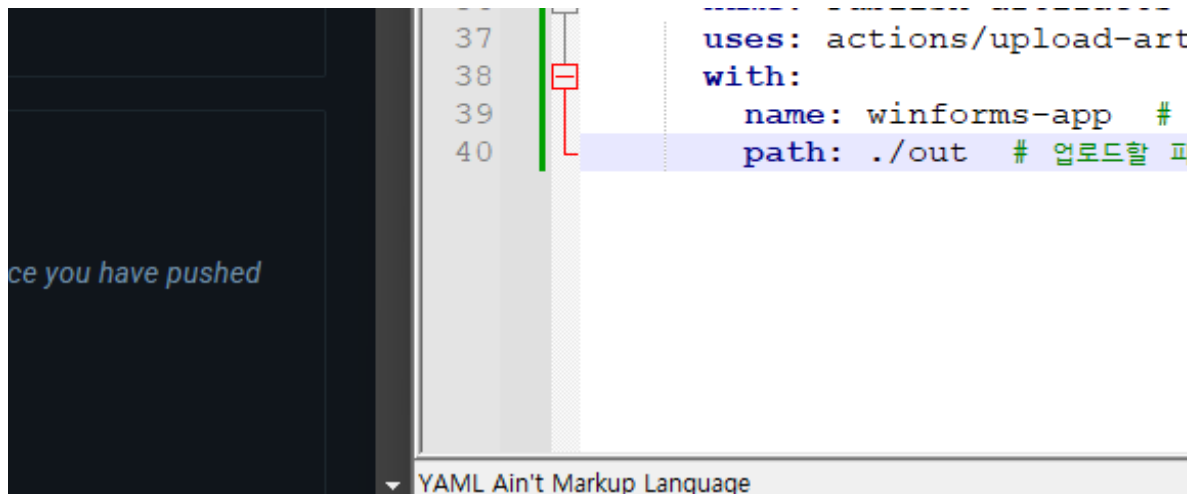 37 uses: actions/upload-art
38 with:
39 name: winforms-app #
40 path: ./out # 업로드할
ce you have pushed
YAML Ain't Markup Language